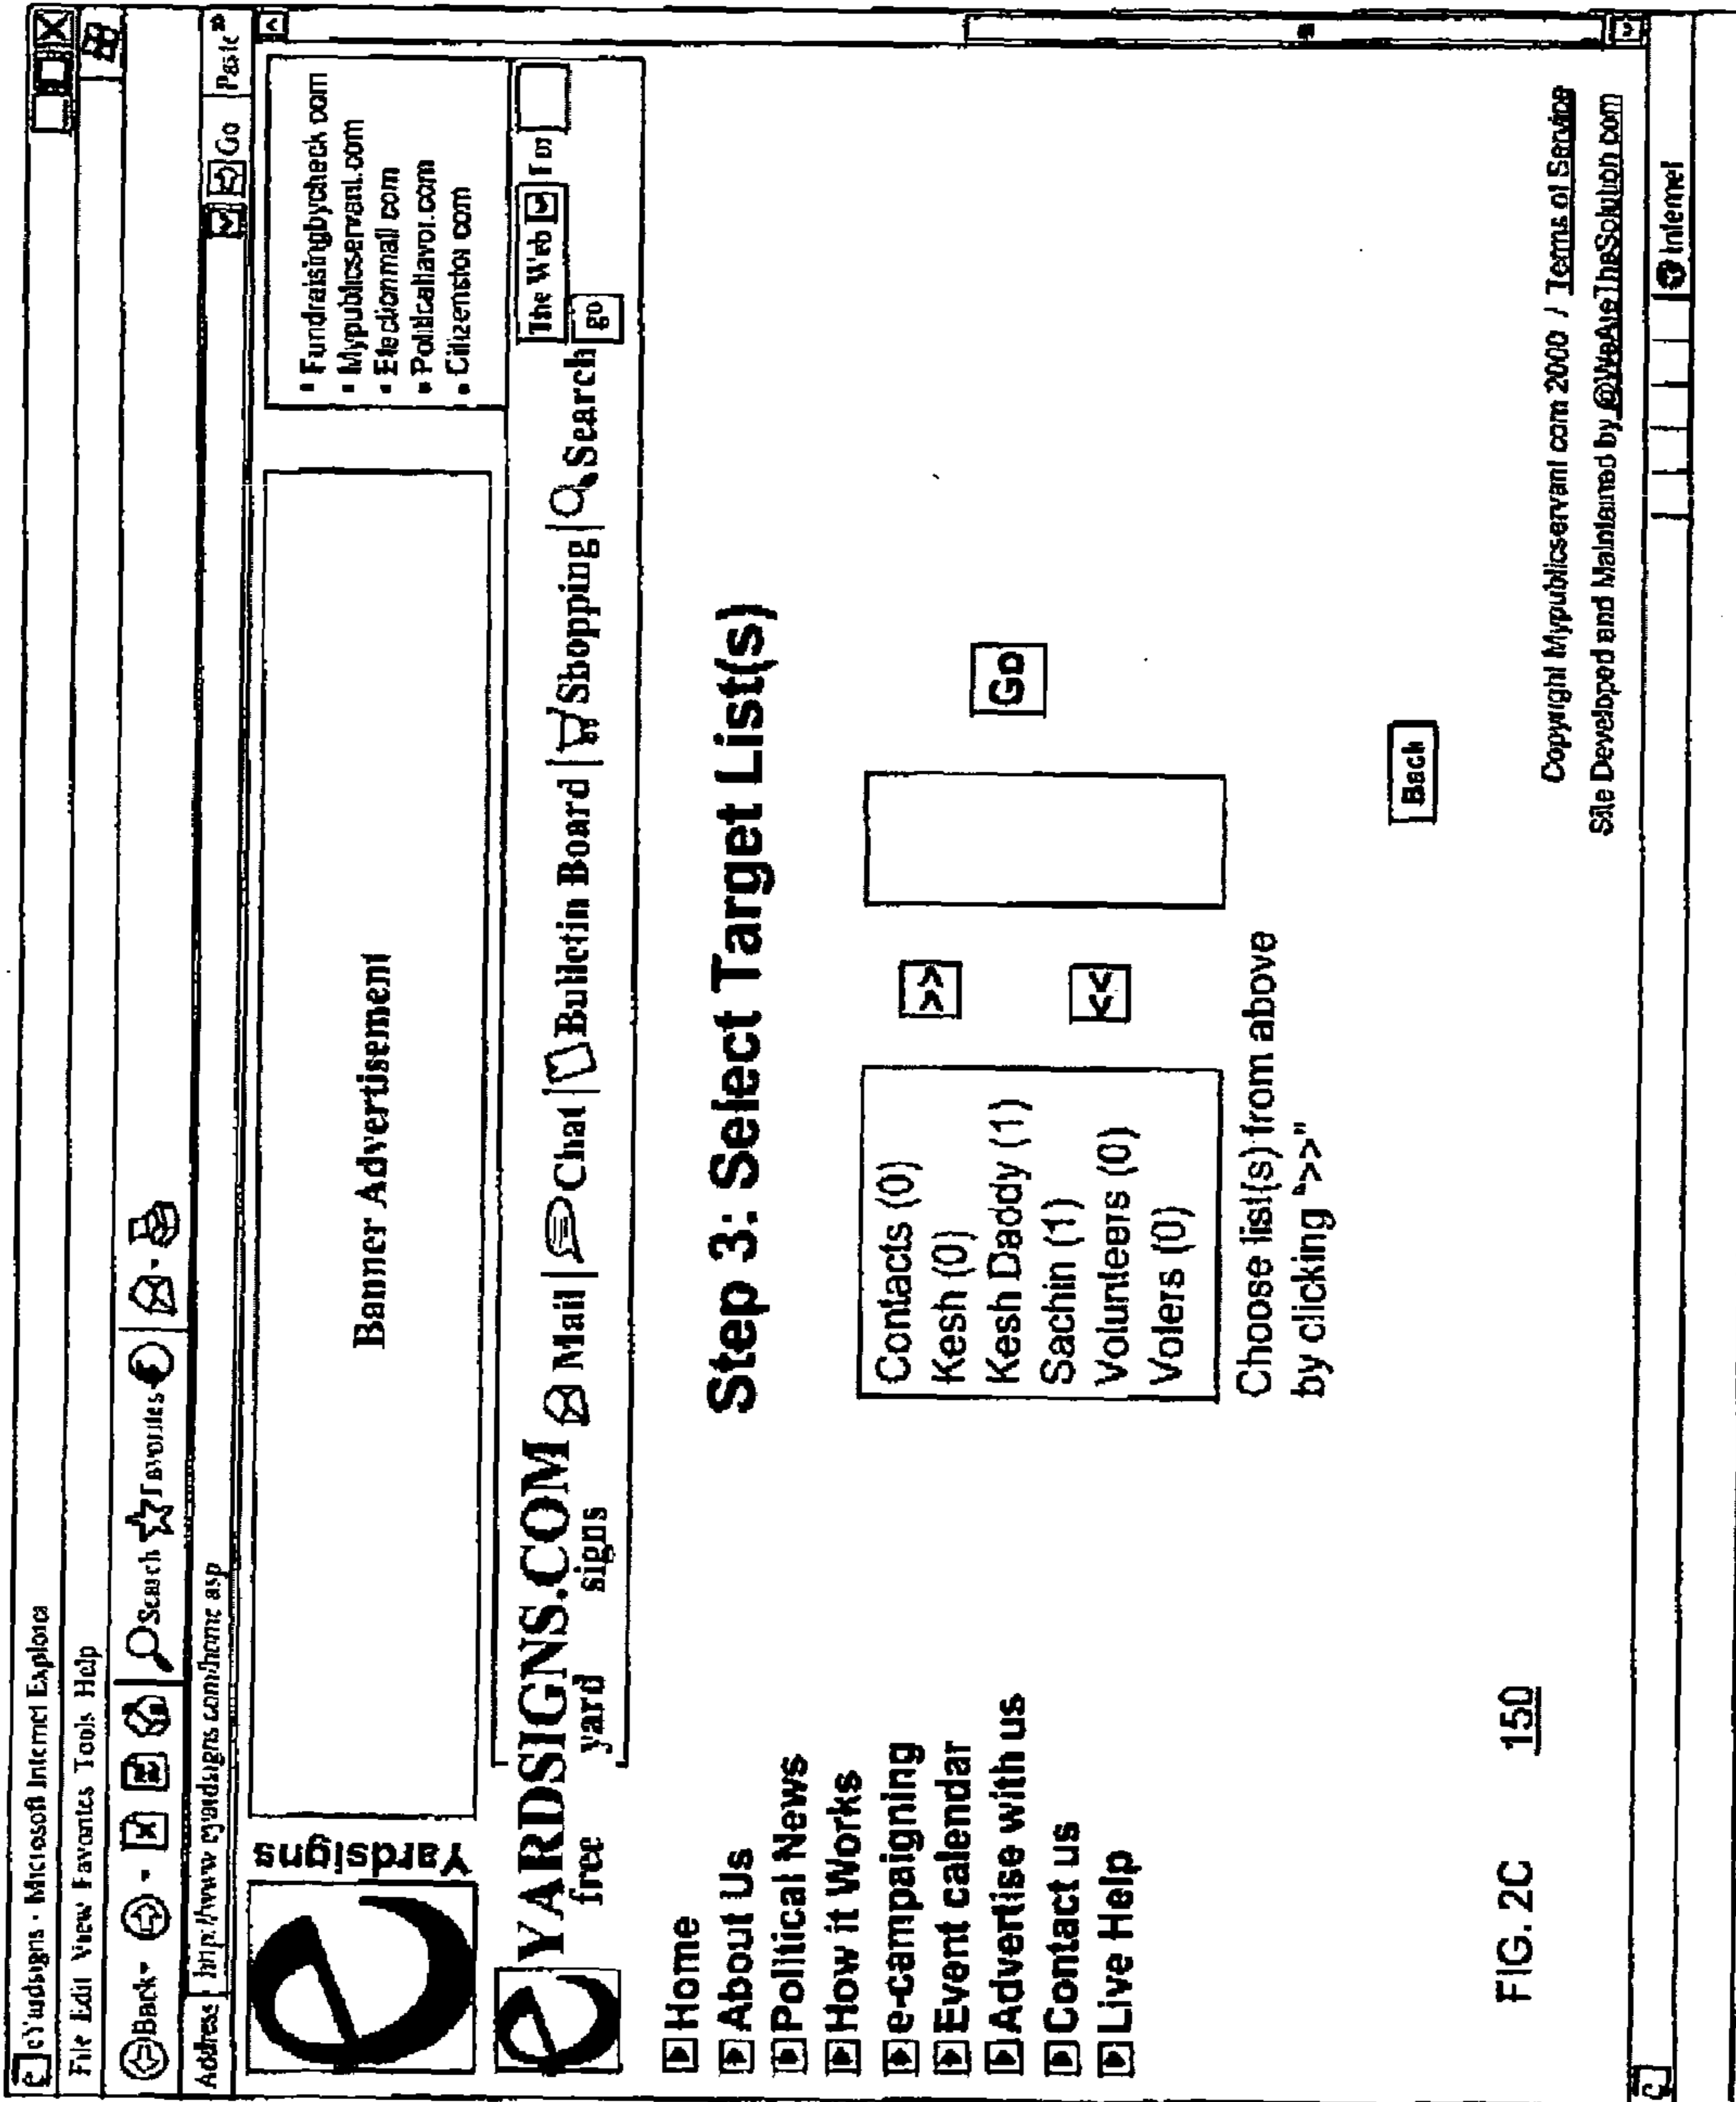 eYardsigns - Microsoft Internet Explorer
File Edit View Favorites Tools Help
Back Search Favorites
Address http://www eyardsigns com/home asp Go Paste »
Yardsigns
Banner Advertisement
Fundraisingbycheck com
Mypublicservant.com
Electionmall com
Politicalfavor.com
Citizenstor com
e YARDSIGNS.COM Mail | Chat | Bulletin Board | Shopping | Search The Web For
free yard signs go
Home
About Us
Political News
How it Works
e-campaigning
Event calendar
Advertise with us
Contact us
Live Help
Step 3: Select Target List(s)
Contacts (0)
Kesh (0)
Kesh Daddy (1)
Sachin (1)
Volunteers (0)
Voters (0)
>>
<<
Go
Choose list(s) from above
by clicking ">>"
Back
Copyright Mypublicservant com 2000 / Terms of Service
Site Developed and Maintained by @WeAreTheSolution com
Internet
FIG. 2C 150